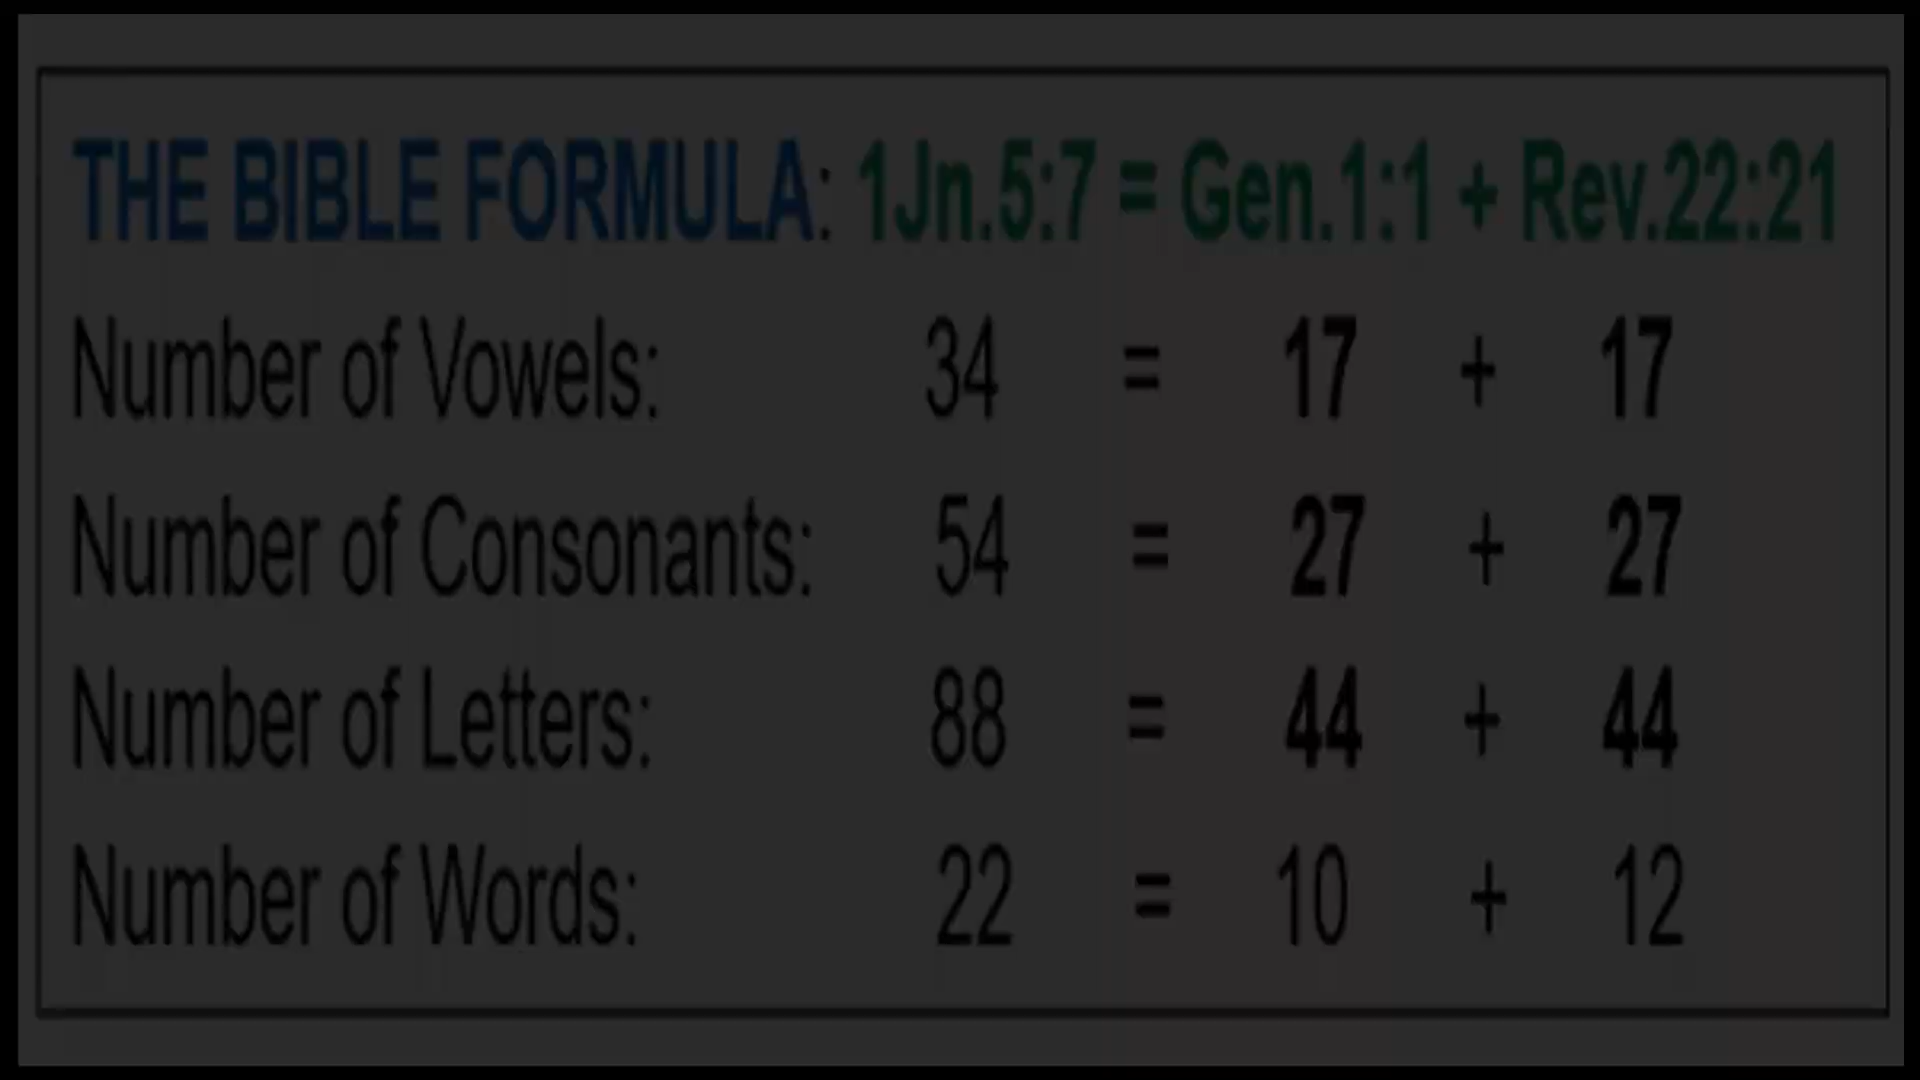 THE BIBLE FORMULA: 1Jn.5:7 = Gen.1:1 + Rev.22:21
Number of Vowels: 34 = 17 + 17
Number of Consonants: 54 = 27 + 27
Number of Letters: 88 = 44 + 44
Number of Words: 22 = 10 + 12